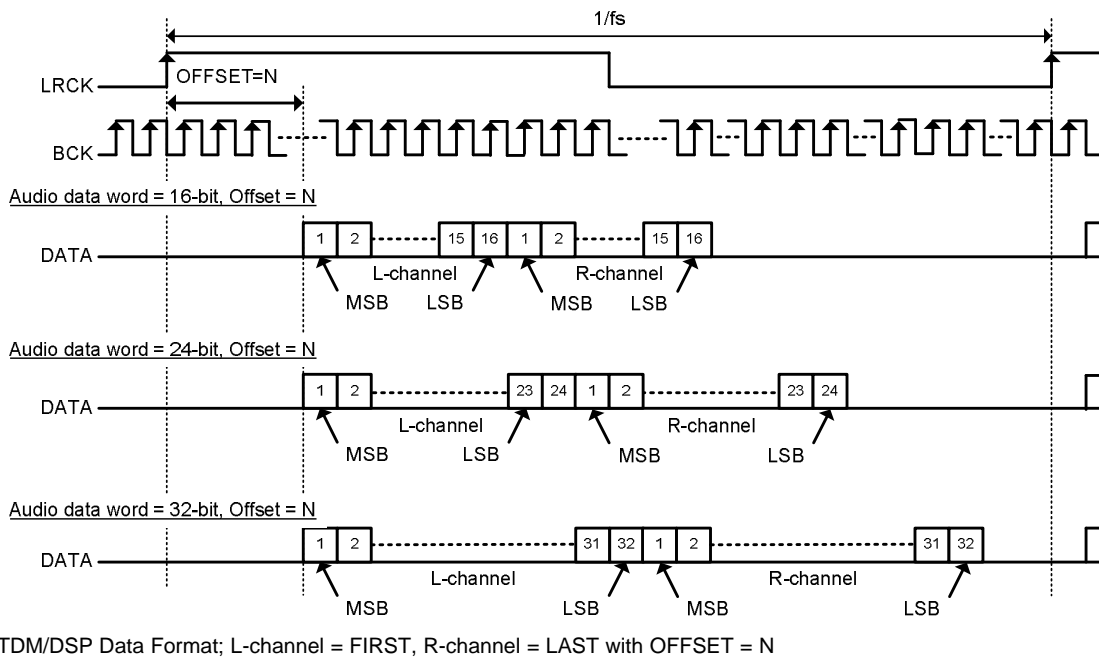 1/fs
LRCK
OFFSET=N
BCK
Audio data word = 16-bit, Offset = N
DATA
1 2 15 16 1 2 15 16
L-channel R-channel
MSB LSB MSB LSB
Audio data word = 24-bit, Offset = N
DATA
1 2 23 24 1 2 23 24
L-channel R-channel
MSB LSB MSB LSB
Audio data word = 32-bit, Offset = N
DATA
1 2 31 32 1 2 31 32
L-channel R-channel
MSB LSB MSB LSB
TDM/DSP Data Format; L-channel = FIRST, R-channel = LAST with OFFSET = N